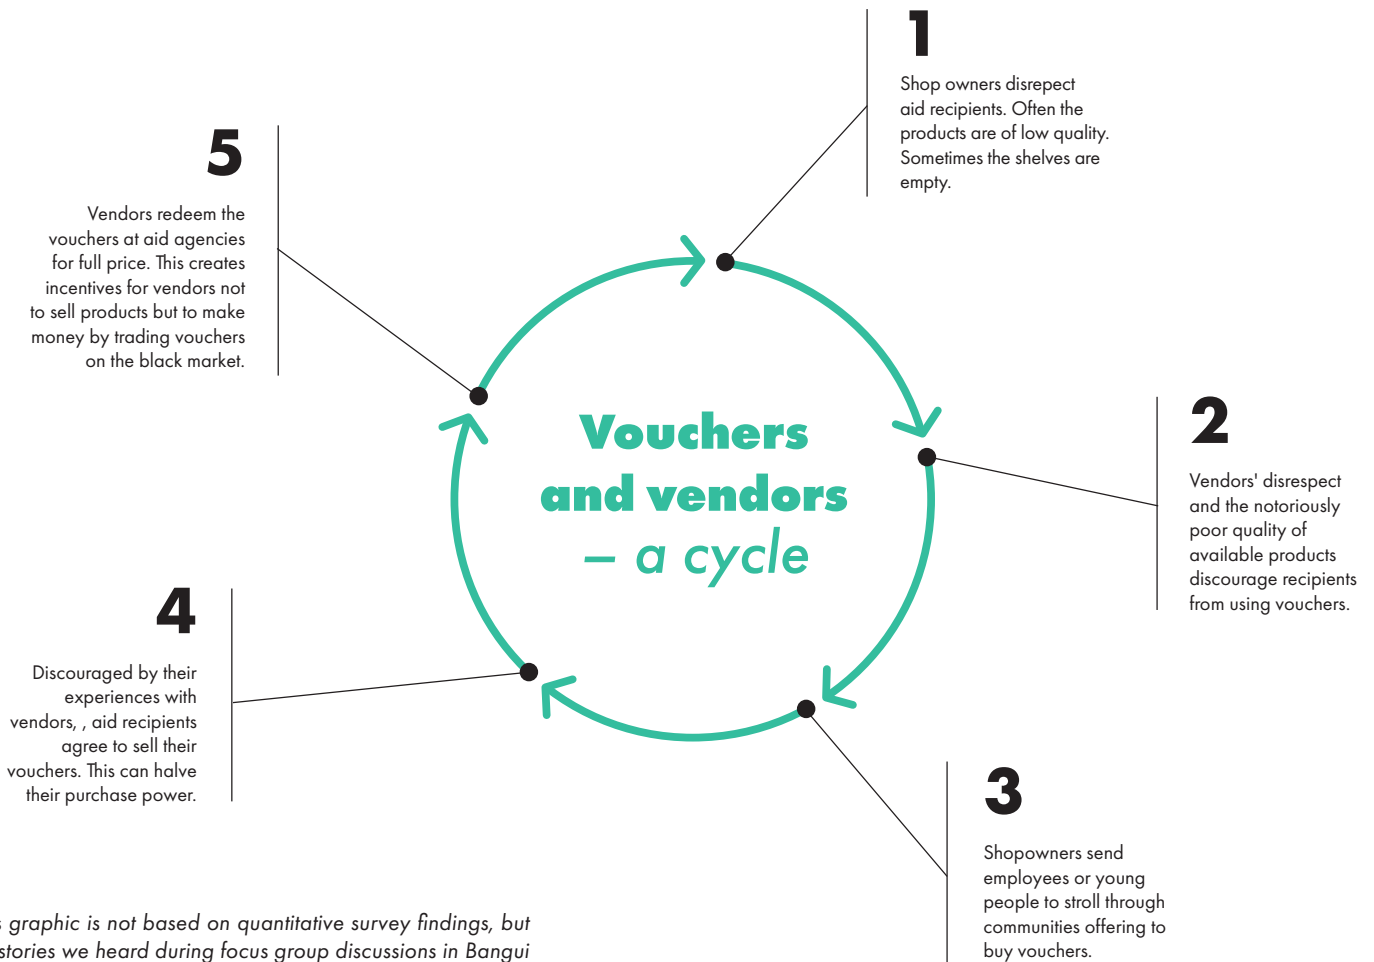 Vouchers
and vendors
– a cycle
1
Shop owners disrepect
aid recipients. Often the
products are of low quality.
Sometimes the shelves are
empty.
2
Vendors' disrespect
and the notoriously
poor quality of
available products
discourage recipients
from using vouchers.
3
Shopowners send
employees or young
people to stroll through
communities offering to
buy vouchers.
4
Discouraged by their
experiences with
vendors, , aid recipients
agree to sell their
vouchers. This can halve
their purchase power.
5
Vendors redeem the
vouchers at aid agencies
for full price. This creates
incentives for vendors not
to sell products but to make
money by trading vouchers
on the black market.
graphic is not based on quantitative survey findings, but
stories we heard during focus group discussions in Bangui